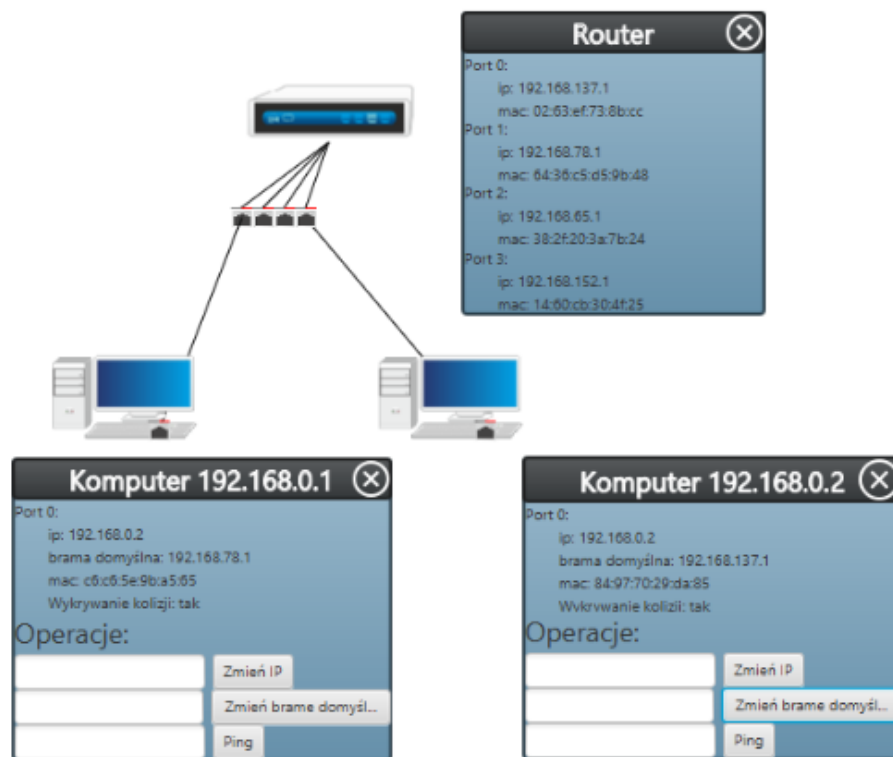 Router
Port 0:
ip: 192.168.137.1
mac: 02:63:ef:73:8b:cc
Port 1:
ip: 192.168.78.1
mac: 64:36:c5:d5:9b:48
Port 2:
ip: 192.168.65.1
mac: 38:2f:20:3a:7b:24
Port 3:
ip: 192.168.152.1
mac: 14:60:cb:30:4f:25
Komputer 192.168.0.1
Port 0:
ip: 192.168.0.2
brama domyślna: 192.168.78.1
mac: c6:c6:5e:9b:a5:65
Wykrywanie kolizji: tak
Operacje:
Zmień IP
Zmień brame domyśl...
Ping
Komputer 192.168.0.2
Port 0:
ip: 192.168.0.2
brama domyślna: 192.168.137.1
mac: 84:97:70:29:da:85
Wykrywanie kolizji: tak
Operacje:
Zmień IP
Zmień brame domyśl...
Ping